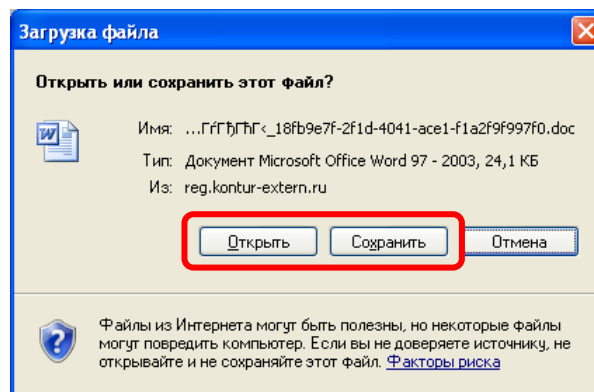 Загрузка файла
Открыть или сохранить этот файл?
Имя: ...ГѓГЂГЋГ<_18fb9e7f-2f1d-4041-ace1-f1a2f9f997f0.doc
Тип: Документ Microsoft Office Word 97 - 2003, 24,1 КБ
Из: reg.kontur-extern.ru
Открыть Сохранить Отмена
Файлы из Интернета могут быть полезны, но некоторые файлы
могут повредить компьютер. Если вы не доверяете источнику, не
открывайте и не сохраняйте этот файл. Факторы риска